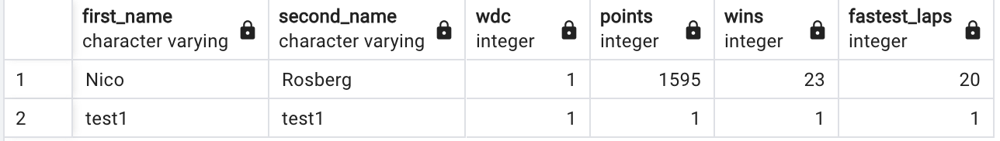 first_name second_name wdc points wins fastest_laps
character varying character varying integer integer integer integer
1 Nico Rosberg 1 1595 23 20
2 test1 test1 1 1 1 1